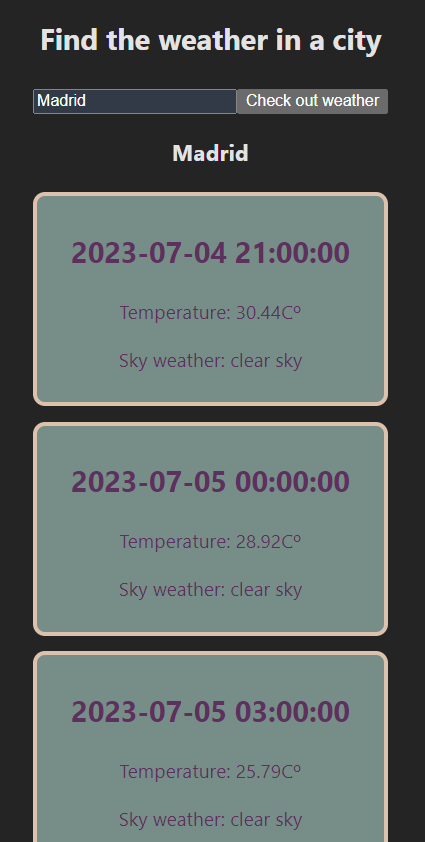 Find the weather in a city
Madrid
Check out weather
Madrid
2023-07-04 21:00:00
Temperature: 30.44Cº
Sky weather: clear sky
2023-07-05 00:00:00
Temperature: 28.92Cº
Sky weather: clear sky
2023-07-05 03:00:00
Temperature: 25.79Cº
Sky weather: clear sky